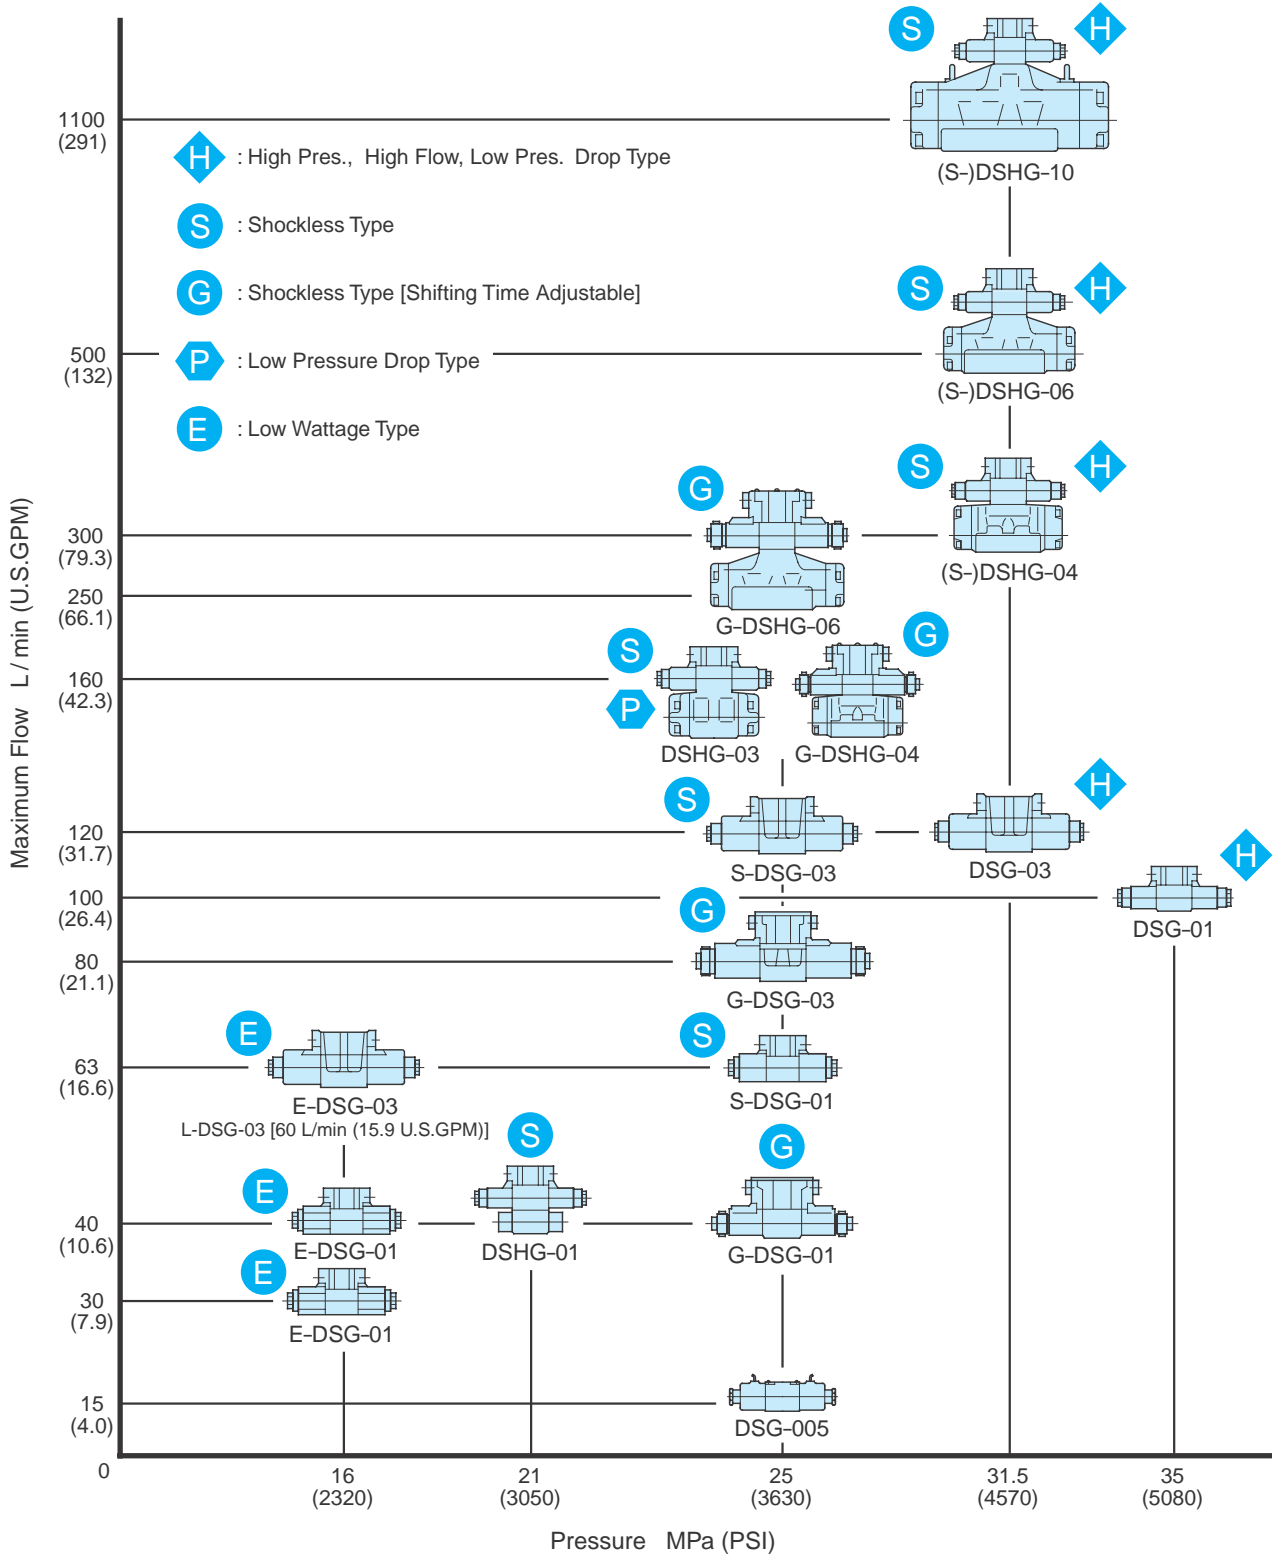 S
H
1100
(291)
(S-)DSHG-10
H : High Pres., High Flow, Low Pres. Drop Type
S : Shockless Type
G : Shockless Type [Shifting Time Adjustable]
P : Low Pressure Drop Type
E : Low Wattage Type
S
H
500
(132)
(S-)DSHG-06
S
H
G
Maximum Flow L / min (U.S.GPM)
300
(79.3)
(S-)DSHG-04
250
(66.1)
G-DSHG-06
S
G
160
(42.3)
P
DSHG-03
G-DSHG-04
S
H
120
(31.7)
S-DSG-03
DSG-03
H
100
(26.4)
DSG-01
G
80
(21.1)
G-DSG-03
E
S
63
(16.6)
E-DSG-03
S-DSG-01
L-DSG-03 [60 L/min (15.9 U.S.GPM)]
S
G
E
40
(10.6)
E-DSG-01
DSHG-01
G-DSG-01
E
30
(7.9)
E-DSG-01
15
(4.0)
DSG-005
0
16
(2320)
21
(3050)
25
(3630)
31.5
(4570)
35
(5080)
Pressure MPa (PSI)